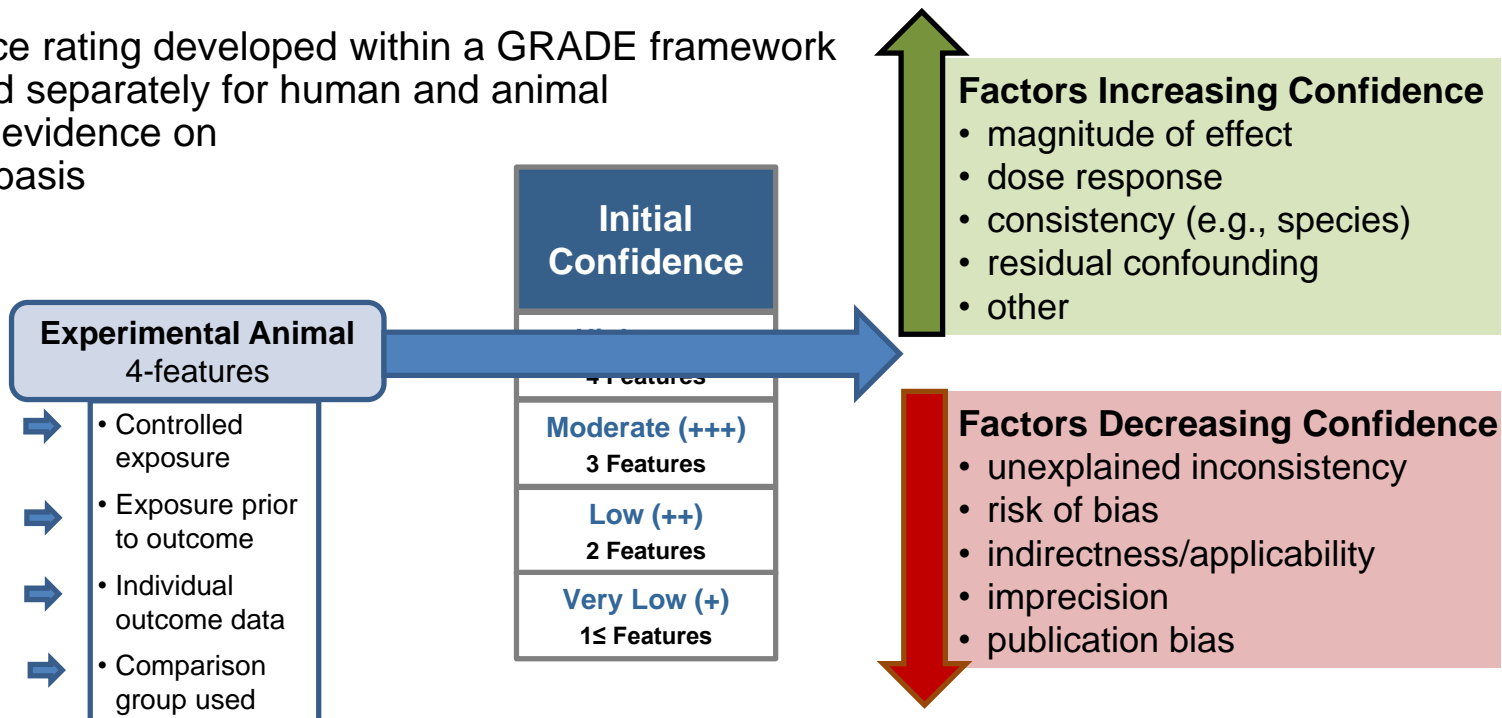 ce rating developed within a GRADE framework
d separately for human and animal
evidence on
basis
Experimental Animal
4-features
• Controlled
exposure
• Exposure prior
to outcome
• Individual
outcome data
• Comparison
group used
Initial
Confidence
4 Features
Moderate (+++)
3 Features
Low (++)
2 Features
Very Low (+)
1≤ Features
Factors Increasing Confidence
• magnitude of effect
• dose response
• consistency (e.g., species)
• residual confounding
• other
Factors Decreasing Confidence
• unexplained inconsistency
• risk of bias
• indirectness/applicability
• imprecision
• publication bias